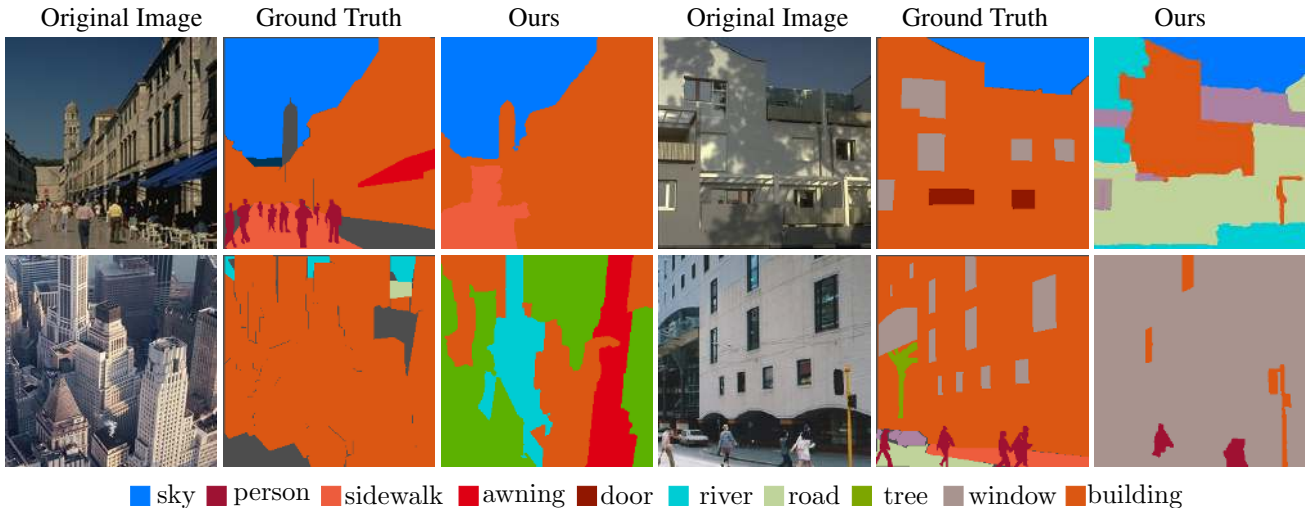 Original Image Ground Truth Ours Original Image Ground Truth Ours
sky person sidewalk awning door river road tree window building